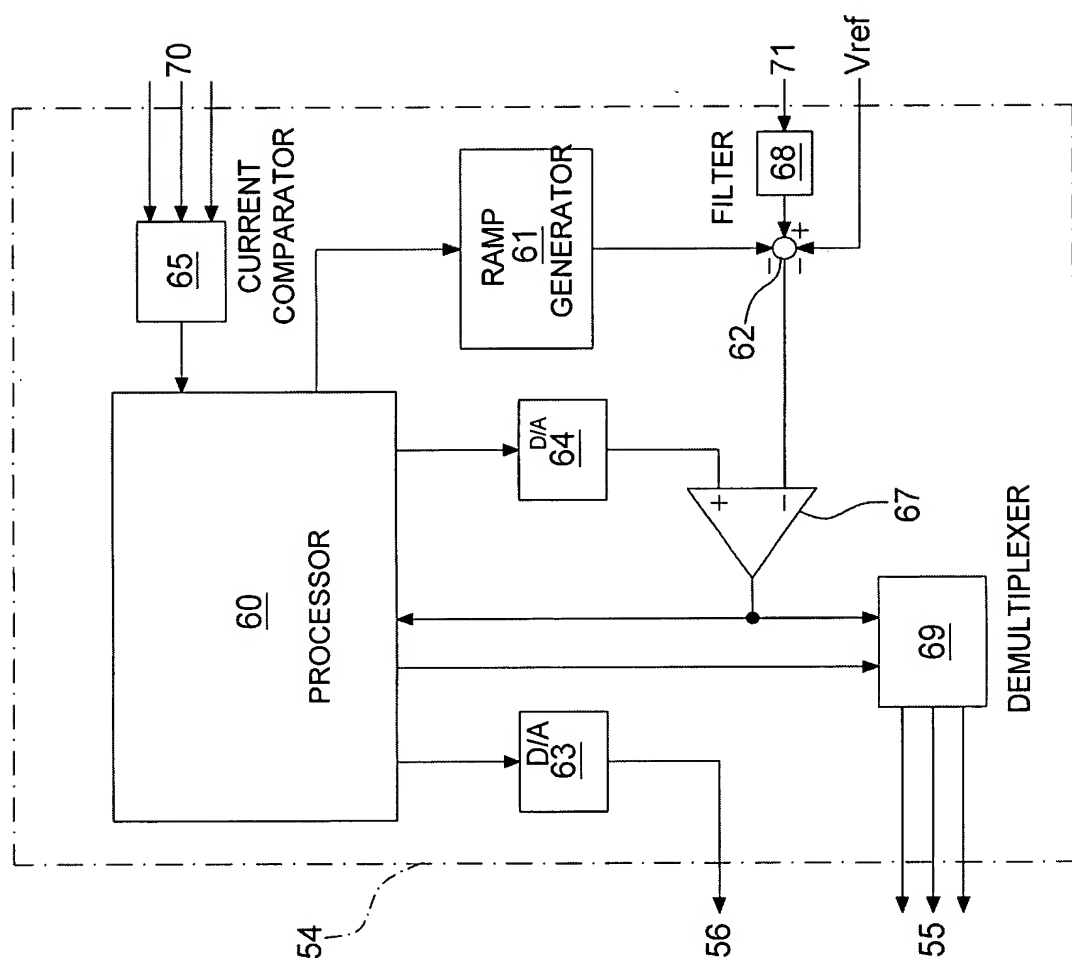 54
70
65
CURRENT
COMPARATOR
60
PROCESSOR
RAMP
61
GENERATOR
D/A
64
D/A
63
FILTER
71
68
+
−
−
62
Vref
+
−
67
69
DEMULTIPLEXER
56
55